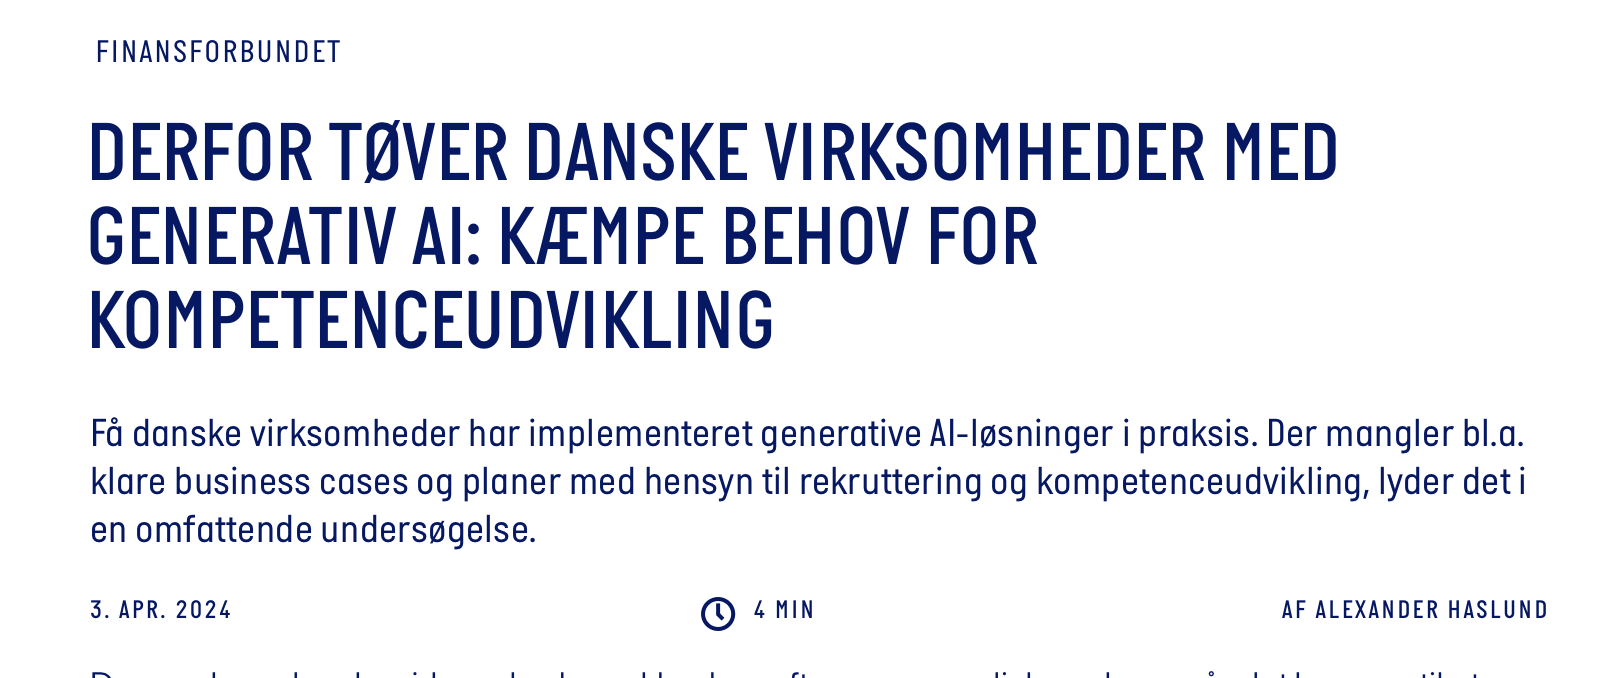 FINANSFORBUNDET
DERFOR TØVER DANSKE VIRKSOMHEDER MED
GENERATIV AI: KÆMPE BEHOV FOR
KOMPETENCEUDVIKLING
Få danske virksomheder har implementeret generative AI-løsninger i praksis. Der mangler bl.a.
klare business cases og planer med hensyn til rekruttering og kompetenceudvikling, lyder det i
en omfattende undersøgelse.
3. APR. 2024
4 MIN
AF ALEXANDER HASLUND